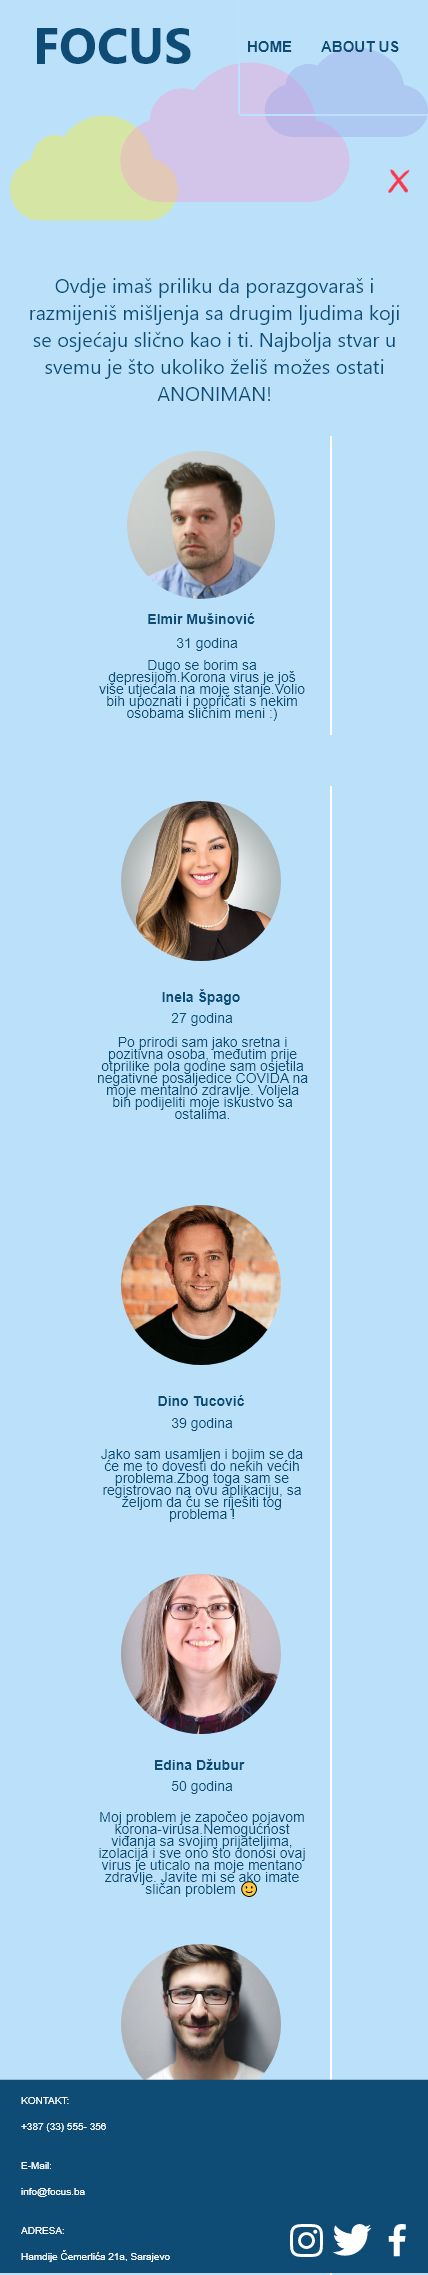 FOCUS
HOME
ABOUT US
Ovdje imaš priliku da porazgovaraš i
razmijeniš mišljenja sa drugim ljudima koji
se osjećaju slično kao i ti. Najbolja stvar u
svemu je što ukoliko želiš možes ostati
ANONIMAN!
Elmir Mušinović
31 godina
Dugo se borim sa
depresijom.Korona virus je još
više utjecala na moje stanje.Volio
bih upoznati i popričati s nekim
osobama sličnim meni :)
Inela Špago
27 godina
Po prirodi sam jako sretna i
pozitivna osoba, međutim prije
otprilike pola godine sam osjetila
negativne posaljedice COVIDA na
moje mentalno zdravlje. Voljela
bih podijeliti moje iskustvo sa
ostalima.
Dino Tucović
39 godina
Jako sam usamljen i bojim se da
će me to dovesti do nekih većih
problema.Zbog toga sam se
registrovao na ovu aplikaciju, sa
željom da ču se riješiti tog
problema !
Edina Džubur
50 godina
Moj problem je započeo pojavom
korona-virusa.Nemogućnost
viđanja sa svojim prijateljima,
izolacija i sve ono što donosi ovaj
virus je uticalo na moje mentano
zdravlje. Javite mi se ako imate
sličan problem 🙂
KONTAKT:
+387 (33) 555- 356
E-Mail:
info@focus.ba
ADRESA:
Hamdije Čemerlića 21a, Sarajevo